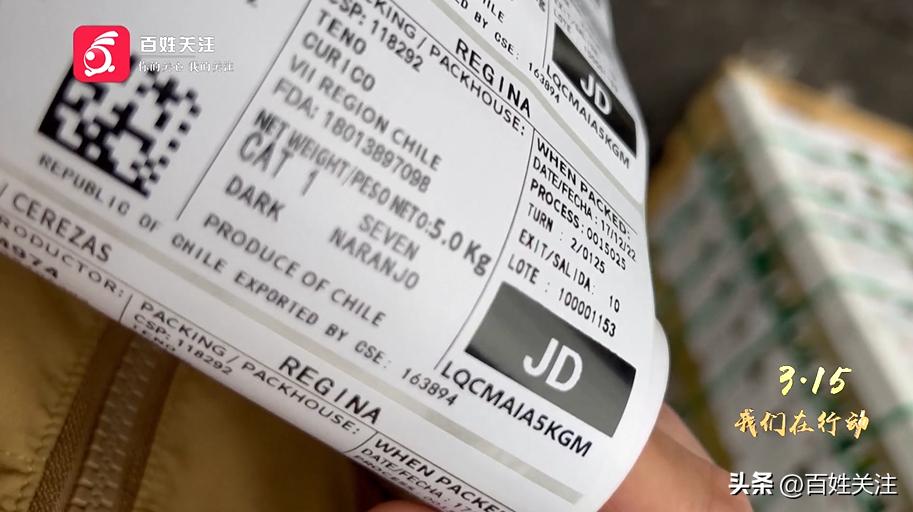 百姓关注
你的关心 我的关注
ED BY CSE: 163894
JD
LQCMAIA5KGM
REGINA
PACKING / PACKHOUSE:
CSP: 118292
TENO
CURICO
VII REGION CHILE
FDA: 18013897098
NET WEIGHT/PESO NETO:5.0 Kg
CAT 1
SEVEN
DARK
NARANJO
PRODUCE OF CHILE
REPUBLIC OF CHILE EXPORTED BY CSE: 163894
WHEN PACKED:
DATE/FECHA :17/12/22
PROCESS:0015025
TURN : 2/0125
EXIT/SALIDA: 10
LOTE : 100001153
JD
LQCMAIA5KGM
CEREZAS
RODUCTOR:
REGINA
PACKING / PACKHOUSE:
CSP: 118292
TENO
WHEN PACKED
DATE/FECHA:
3·15
我们在行动
头条 @百姓关注